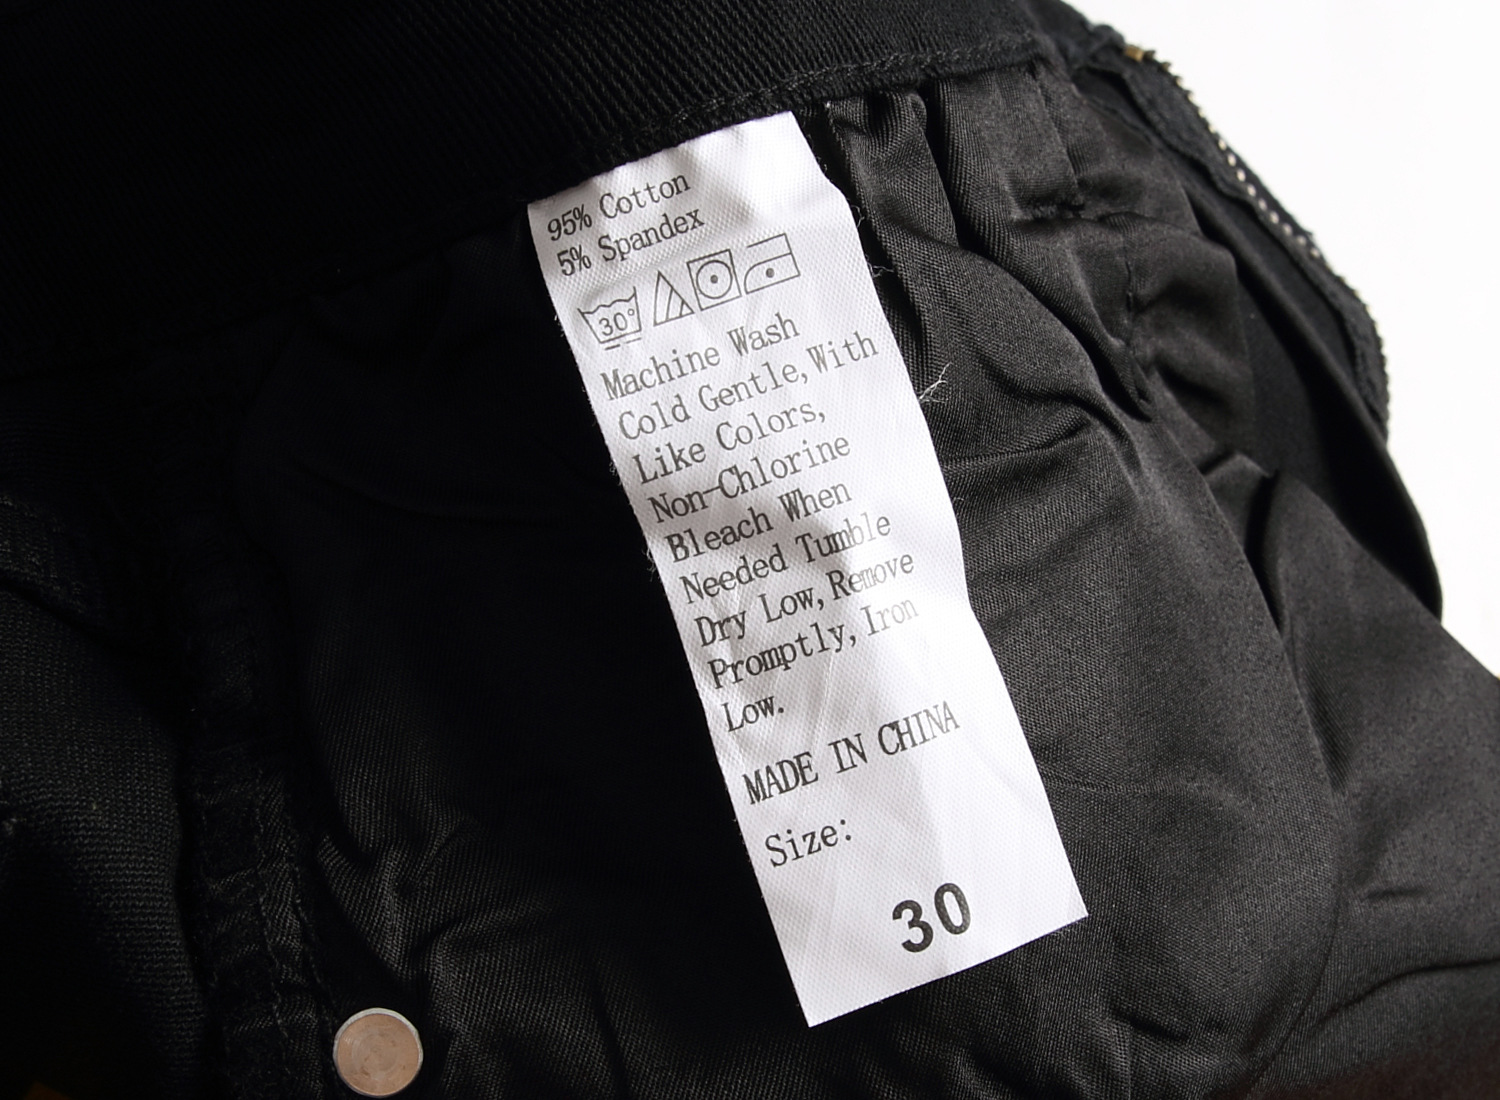 95% Cotton
5% Spandex
30°
Machine Wash
Cold Gentle, With
Like Colors,
Non-Chlorine
Bleach When
Needed Tumble
Dry Low, Remove
Promptly, Iron
Low.
MADE IN CHINA
Size:
30